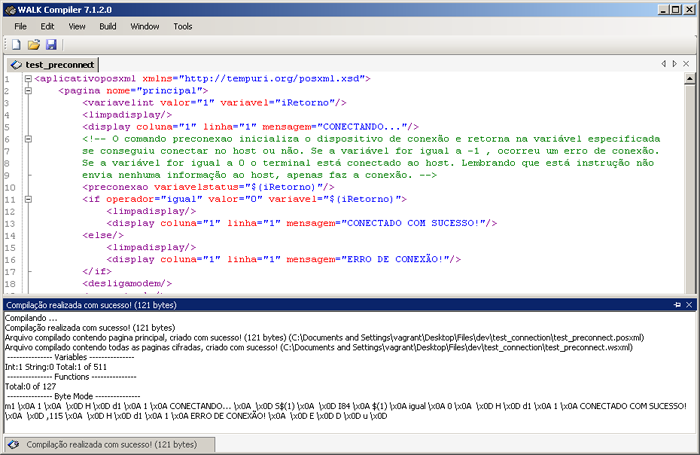 WALK Compiler 7.1.2.0
File Edit View Build Window Tools
test_preconnect
1 <aplicativoposxml xmlns="http://tempuri.org/posxml.xsd">
2 <pagina nome="principal">
3 <variavelint valor="1" variavel="iRetorno"/>
4 <limpadisplay/>
5 <display coluna="1" linha="1" mensagem="CONECTANDO..."/>
6 <!-- O comando preconexao inicializa o dispositivo de conexão e retorna na variável especificada
7 se conseguiu conectar no host ou não. Se a variável for igual a -1 , ocorreu um erro de conexão.
8 Se a variável for igual a 0 o terminal está conectado ao host. Lembrando que está instrução não
9 envia nenhuma informação ao host, apenas faz a conexão. -->
10 <preconexao variavelstatus="$(iRetorno)"/>
11 <if operador="igual" valor="0" variavel="$(iRetorno)">
12 <limpadisplay/>
13 <display coluna="1" linha="1" mensagem="CONECTADO COM SUCESSO!"/>
14 <else/>
15 <limpadisplay/>
16 <display coluna="1" linha="1" mensagem="ERRO DE CONEXÃO!"/>
17 </if>
18 <desligamodem/>
Compilação realizada com sucesso! (121 bytes)
Compilando ...
Compilação realizada com sucesso! (121 bytes)
Arquivo compilado contendo pagina principal, criado com sucesso! (121 bytes) (C:\Documents and Settings\vagrant\Desktop\Files\dev\test_connection\test_preconnect.posxml)
Arquivo compilado contendo todas as paginas cifradas, criado com sucesso! (C:\Documents and Settings\vagrant\Desktop\Files\dev\test_connection\test_preconnect.wsxml)
--------------- Variables ---------------
Int:1 String:0 Total:1 of 511
--------------- Functions ---------------
Total:0 of 127
--------------- Byte Mode ---------------
m1 \x0A 1 \x0A \x0D H \x0D d1 \x0A 1 \x0A CONECTANDO... \x0A \x0D S$(1) \x0A \x0D I84 \x0A $(1) \x0A igual \x0A 0 \x0A \x0D H \x0D d1 \x0A 1 \x0A CONECTADO COM SUCESSO!
\x0A \x0D ,115 \x0A \x0D H \x0D d1 \x0A 1 \x0A ERRO DE CONEXÃO! \x0A \x0D E \x0D D \x0D u \x0D
Compilação realizada com sucesso! (121 bytes)